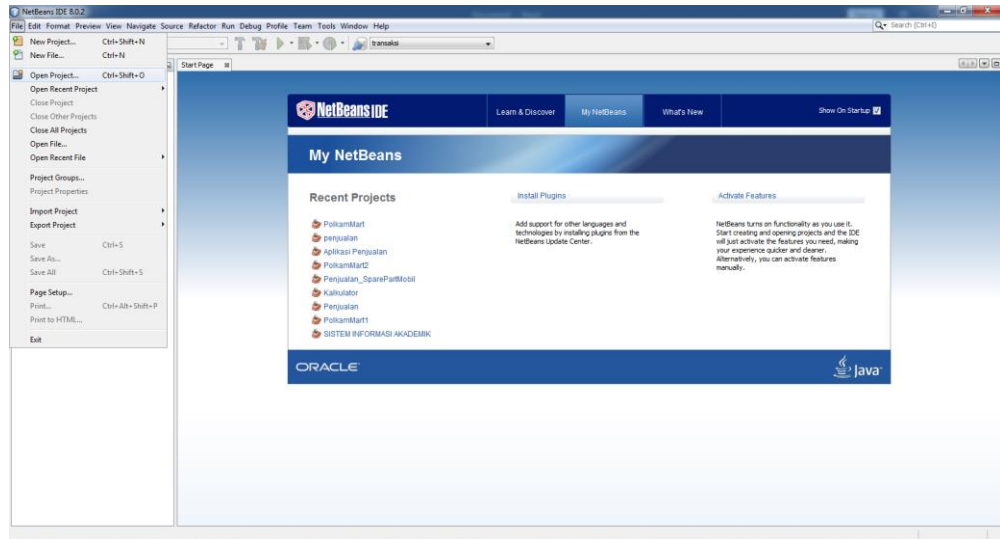 NetBeans IDE 8.0.2
File Edit Format Preview View Navigate Source Refactor Run Debug Profile Team Tools Window Help
Search (Ctrl+I)
New Project... Ctrl+Shift+N
New File... Ctrl+N
Open Project... Ctrl+Shift+O
Open Recent Project
Close Project
Close Other Projects
Close All Projects
Open File...
Open Recent File
Project Groups...
Project Properties
Import Project
Export Project
Save Ctrl+S
Save As...
Save All Ctrl+Shift+S
Page Setup...
Print... Ctrl+Alt+Shift+P
Print to HTML...
Exit
transaksi
Start Page
NetBeans IDE
Learn & Discover
My NetBeans
What's New
Show On Startup
My NetBeans
Recent Projects
PolkamMart
penjualan
Aplikasi Penjualan
PolkamMart2
Penjualan_SparePartMobil
Kalkulator
Penjualan
PolkamMart1
SISTEM INFORMASI AKADEMIK
Install Plugins
Add support for other languages and
technologies by installing plugins from the
NetBeans Update Center.
Activate Features
NetBeans turns on functionality as you use it.
Start creating and opening projects and the IDE
will just activate the features you need, making
your experience quicker and cleaner.
Alternatively, you can activate features
manually.
ORACLE
Java